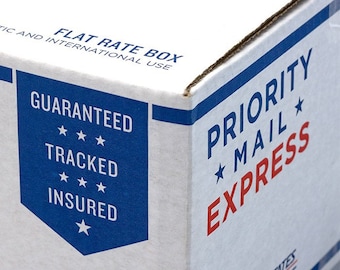 FLAT RATE BOX
TIC AND INTERNATIONAL USE
GUARANTEED
TRACKED
INSURED
PRIORITY
MAIL
EXPRESS